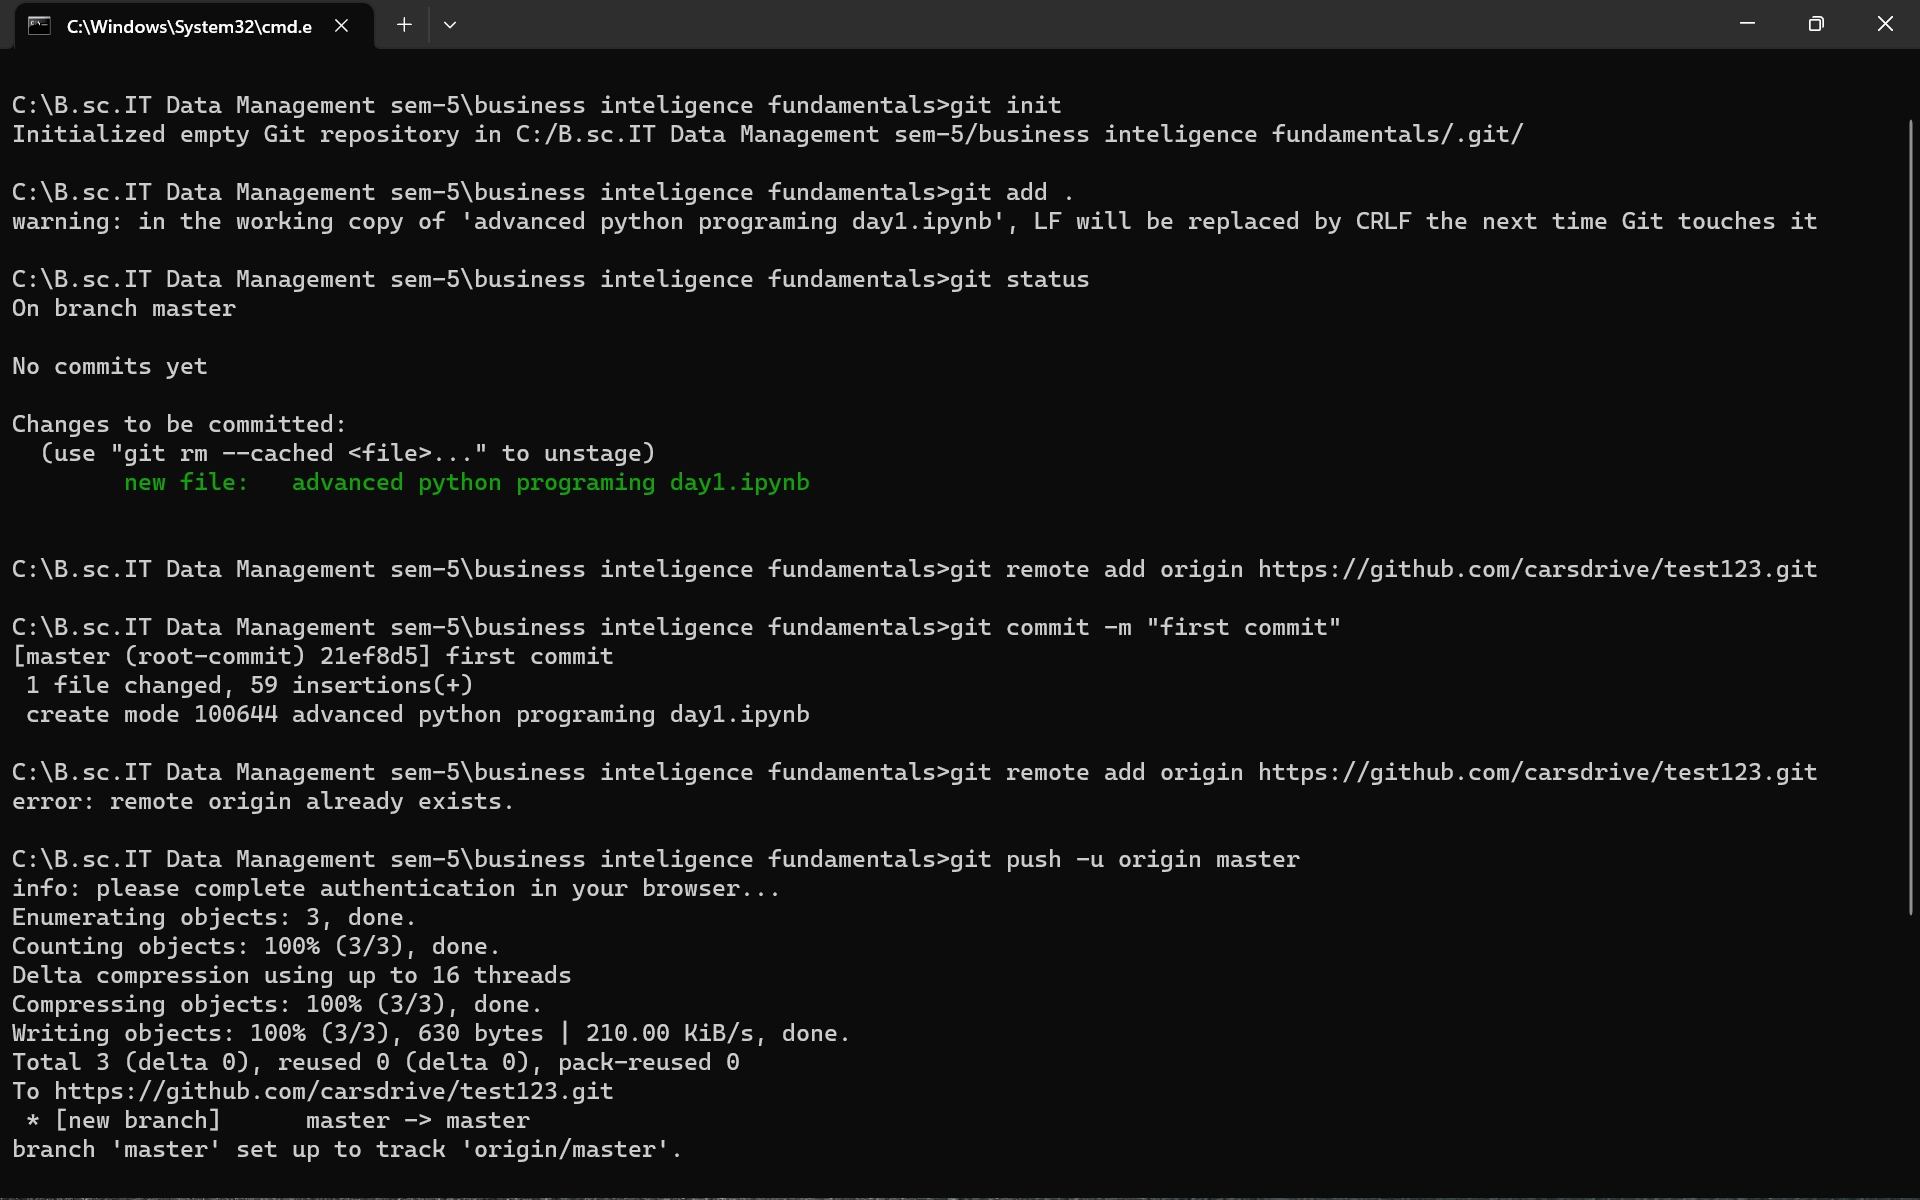 C:\Windows\System32\cmd.e
C:\B.sc.IT Data Management sem-5\business inteligence fundamentals>git init
Initialized empty Git repository in C:/B.sc.IT Data Management sem-5/business inteligence fundamentals/.git/
C:\B.sc.IT Data Management sem-5\business inteligence fundamentals>git add .
warning: in the working copy of 'advanced python programing day1.ipynb', LF will be replaced by CRLF the next time Git touches it
C:\B.sc.IT Data Management sem-5\business inteligence fundamentals>git status
On branch master
No commits yet
Changes to be committed:
  (use "git rm --cached <file>..." to unstage)
        new file:   advanced python programing day1.ipynb
C:\B.sc.IT Data Management sem-5\business inteligence fundamentals>git remote add origin https://github.com/carsdrive/test123.git
C:\B.sc.IT Data Management sem-5\business inteligence fundamentals>git commit -m "first commit"
[master (root-commit) 21ef8d5] first commit
 1 file changed, 59 insertions(+)
 create mode 100644 advanced python programing day1.ipynb
C:\B.sc.IT Data Management sem-5\business inteligence fundamentals>git remote add origin https://github.com/carsdrive/test123.git
error: remote origin already exists.
C:\B.sc.IT Data Management sem-5\business inteligence fundamentals>git push -u origin master
info: please complete authentication in your browser...
Enumerating objects: 3, done.
Counting objects: 100% (3/3), done.
Delta compression using up to 16 threads
Compressing objects: 100% (3/3), done.
Writing objects: 100% (3/3), 630 bytes | 210.00 KiB/s, done.
Total 3 (delta 0), reused 0 (delta 0), pack-reused 0
To https://github.com/carsdrive/test123.git
 * [new branch]      master -> master
branch 'master' set up to track 'origin/master'.